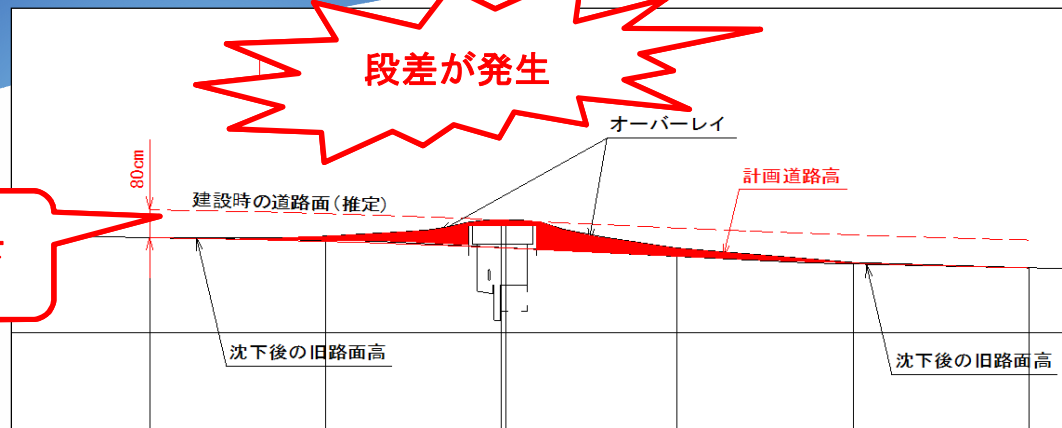 段差が発生
オーバーレイ
80cm
計画道路高
建設時の道路面(推定)
沈下後の旧路面高
沈下後の旧路面高